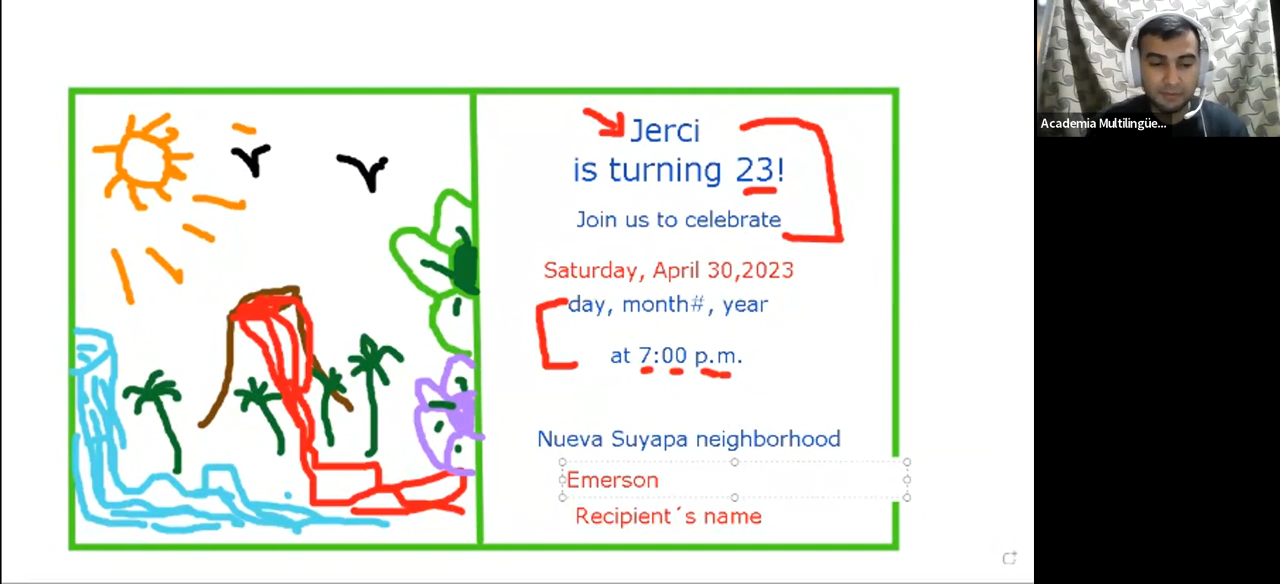 Jerci
is turning 23!
Join us to celebrate
Saturday, April 30,2023
day, month#, year
at 7:00 p.m.
Nueva Suyapa neighborhood
Emerson
Recipient´s name
Academia Multilingüe...